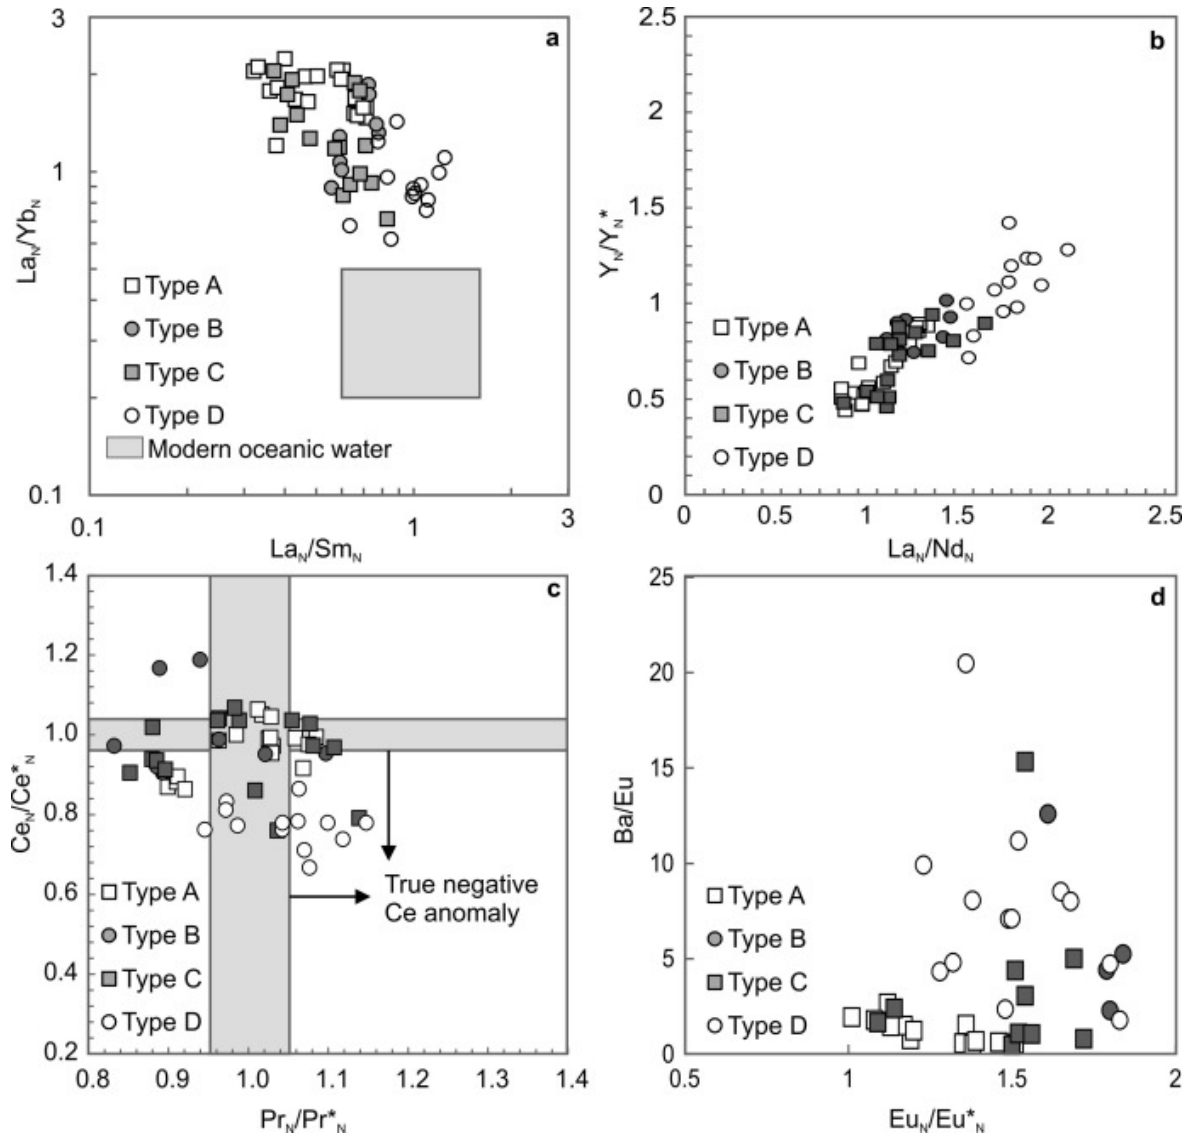 3
a
1
La_N/Yb_N
Type A
Type B
Type C
Type D
Modern oceanic water
0.1
0.1
1
3
La_N/Sm_N
2.5
b
2
1.5
Y_N/Y_N*
1
Type A
Type B
0.5
Type C
Type D
0
0
0.5
1
1.5
2
2.5
La_N/Nd_N
1.4
c
1.2
1.0
Ce_N/Ce*_N
0.8
0.6
True negative
Ce anomaly
Type A
Type B
0.4
Type C
Type D
0.2
0.8
0.9
1.0
1.1
1.2
1.3
1.4
Pr_N/Pr*_N
25
d
20
15
Ba/Eu
10
Type A
Type B
5
Type C
Type D
0
0.5
1
1.5
2
Eu_N/Eu*_N